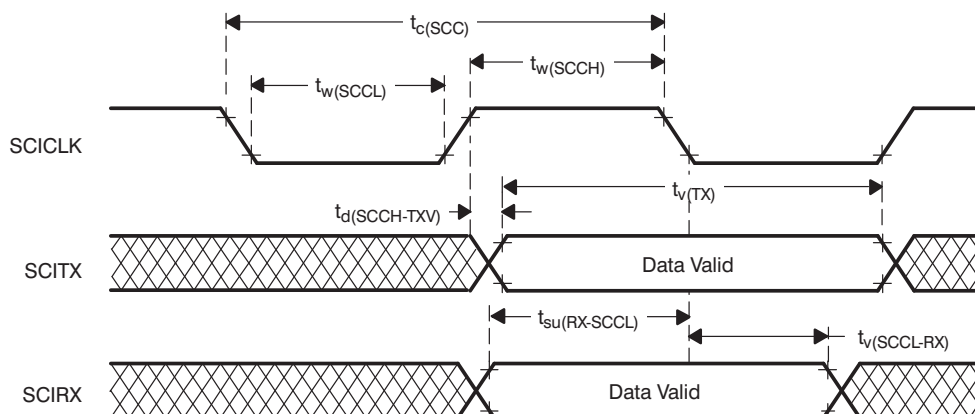 tc(SCC)
tw(SCCH)
tw(SCCL)
SCICLK
tv(TX)
td(SCCH-TXV)
SCITX
Data Valid
tsu(RX-SCCL)
tv(SCCL-RX)
SCIRX
Data Valid